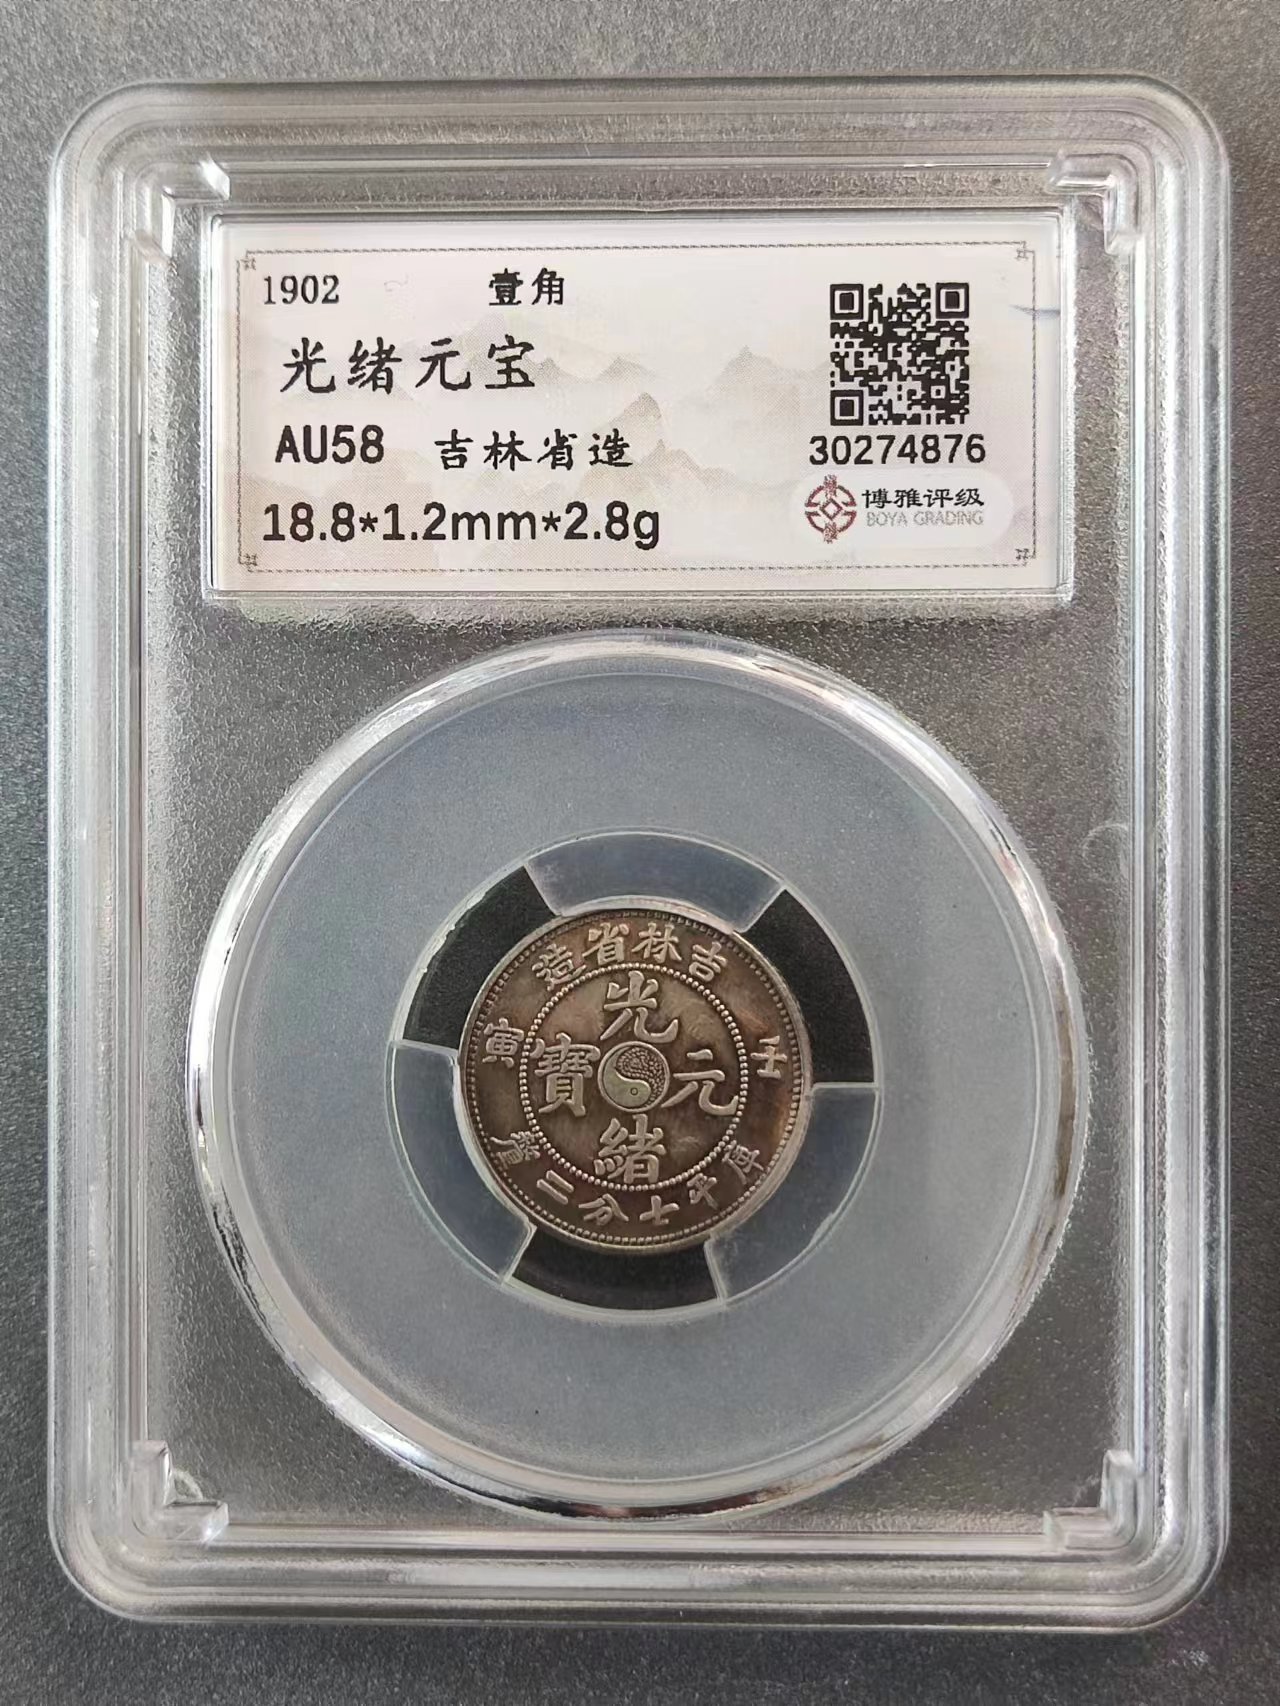 1902 壹角
光绪元宝
AU58 吉林省造
18.8*1.2mm*2.8g
30274876
博雅评级
BOYA GRADING
吉林省造
壬寅
光緒元寶
庫平七分二釐